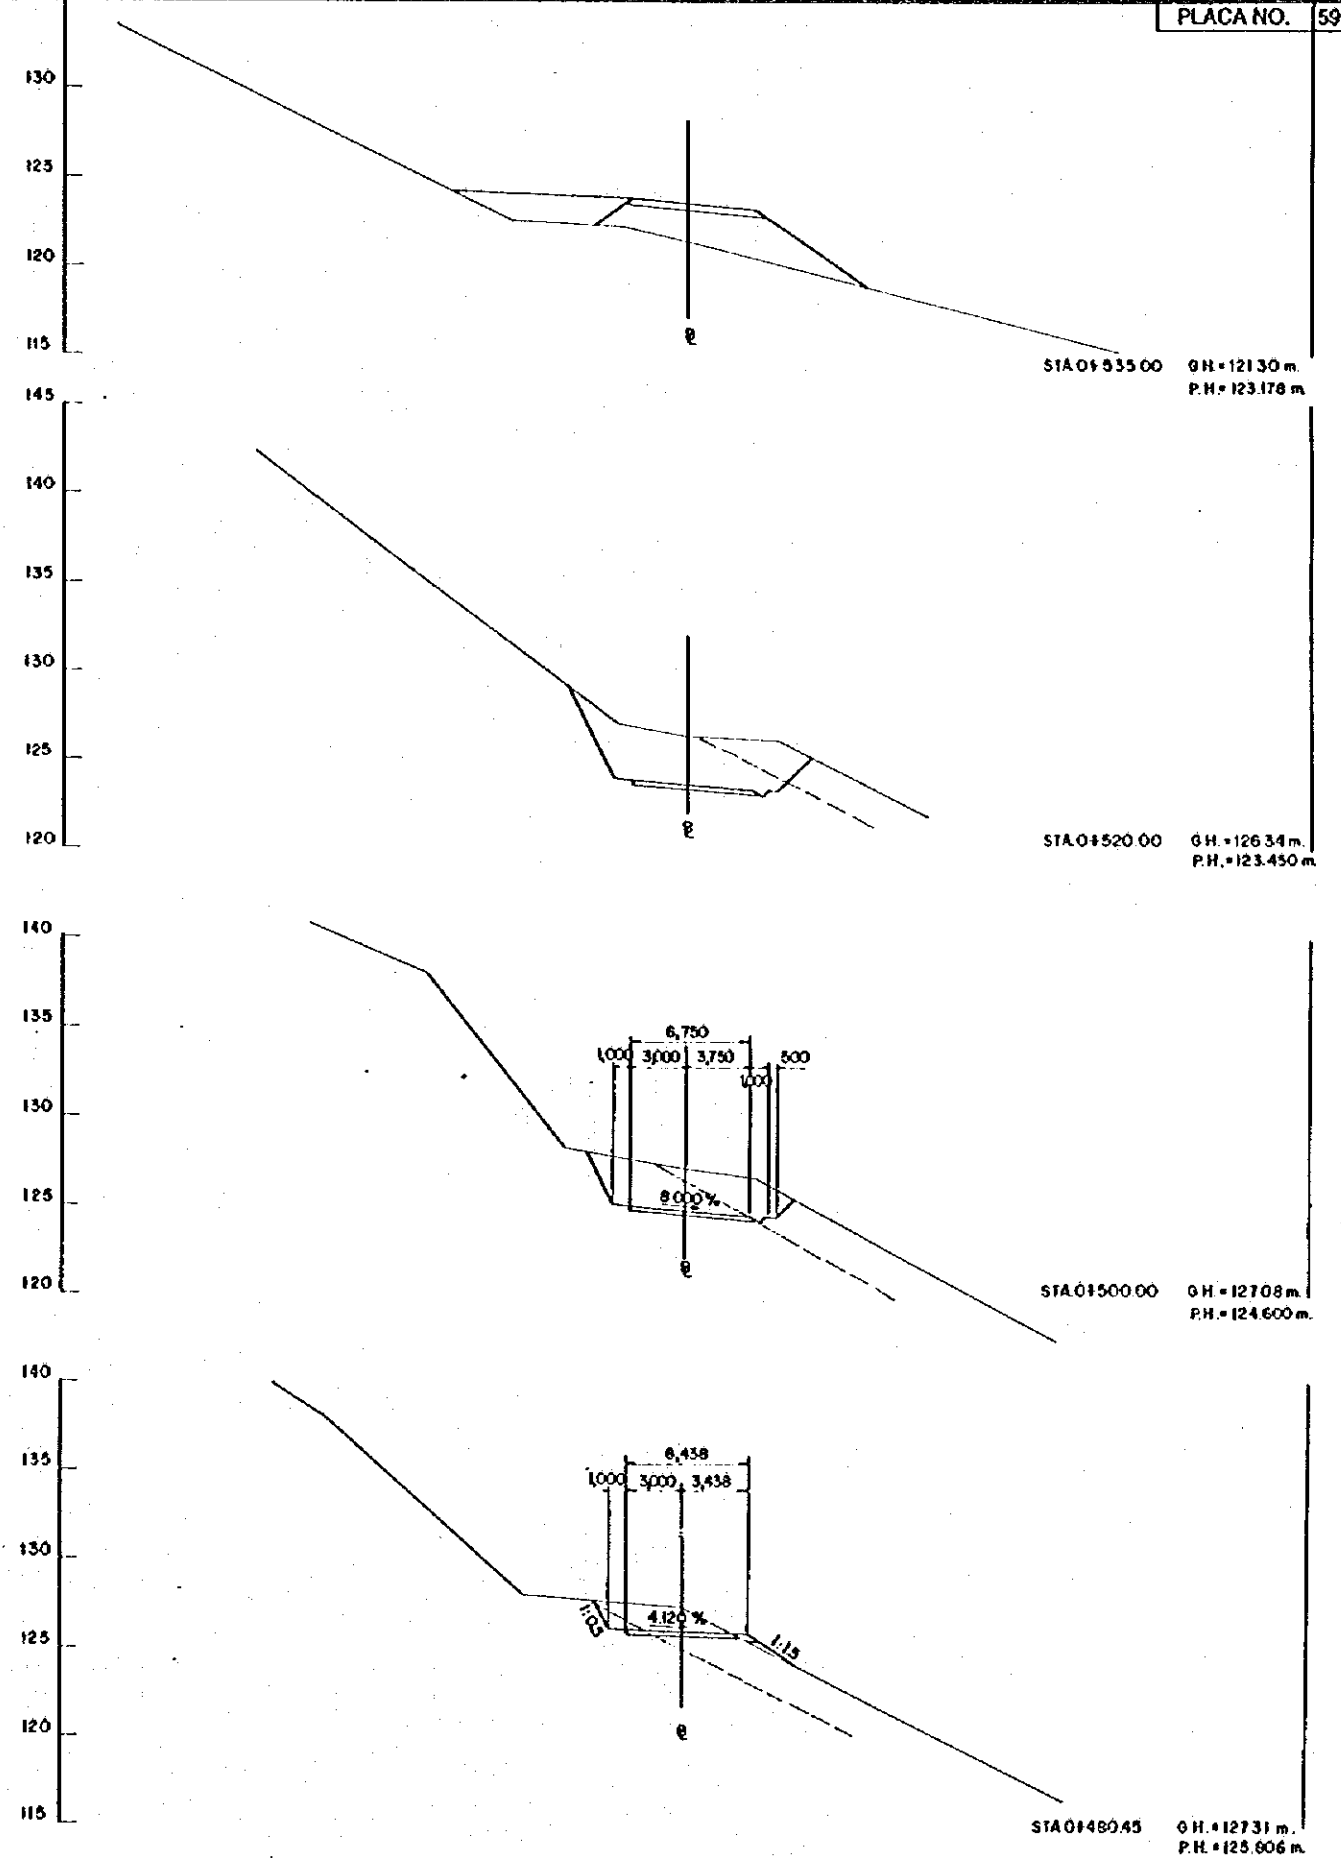 PLACA NO. 59
130
125
120
115
℄
STA.0+535.00 G.H.=121.30 m.
P.H.=123.178 m
145
140
135
130
125
120
℄
STA.0+520.00 G.H.=126.34 m.
P.H.=123.450 m
140
135
130
125
120
6,750
1,000 3,000 3,750 500
1,000
8.000 %
℄
STA.0+500.00 G.H.=127.08 m.
P.H.=124.600 m.
140
135
130
125
120
115
6,438
1,000 3,000 3,438
1:0.5
4.120 %
1:1.5
℄
STA.0+480.45 G.H.=127.31 m.
P.H.=125.806 m